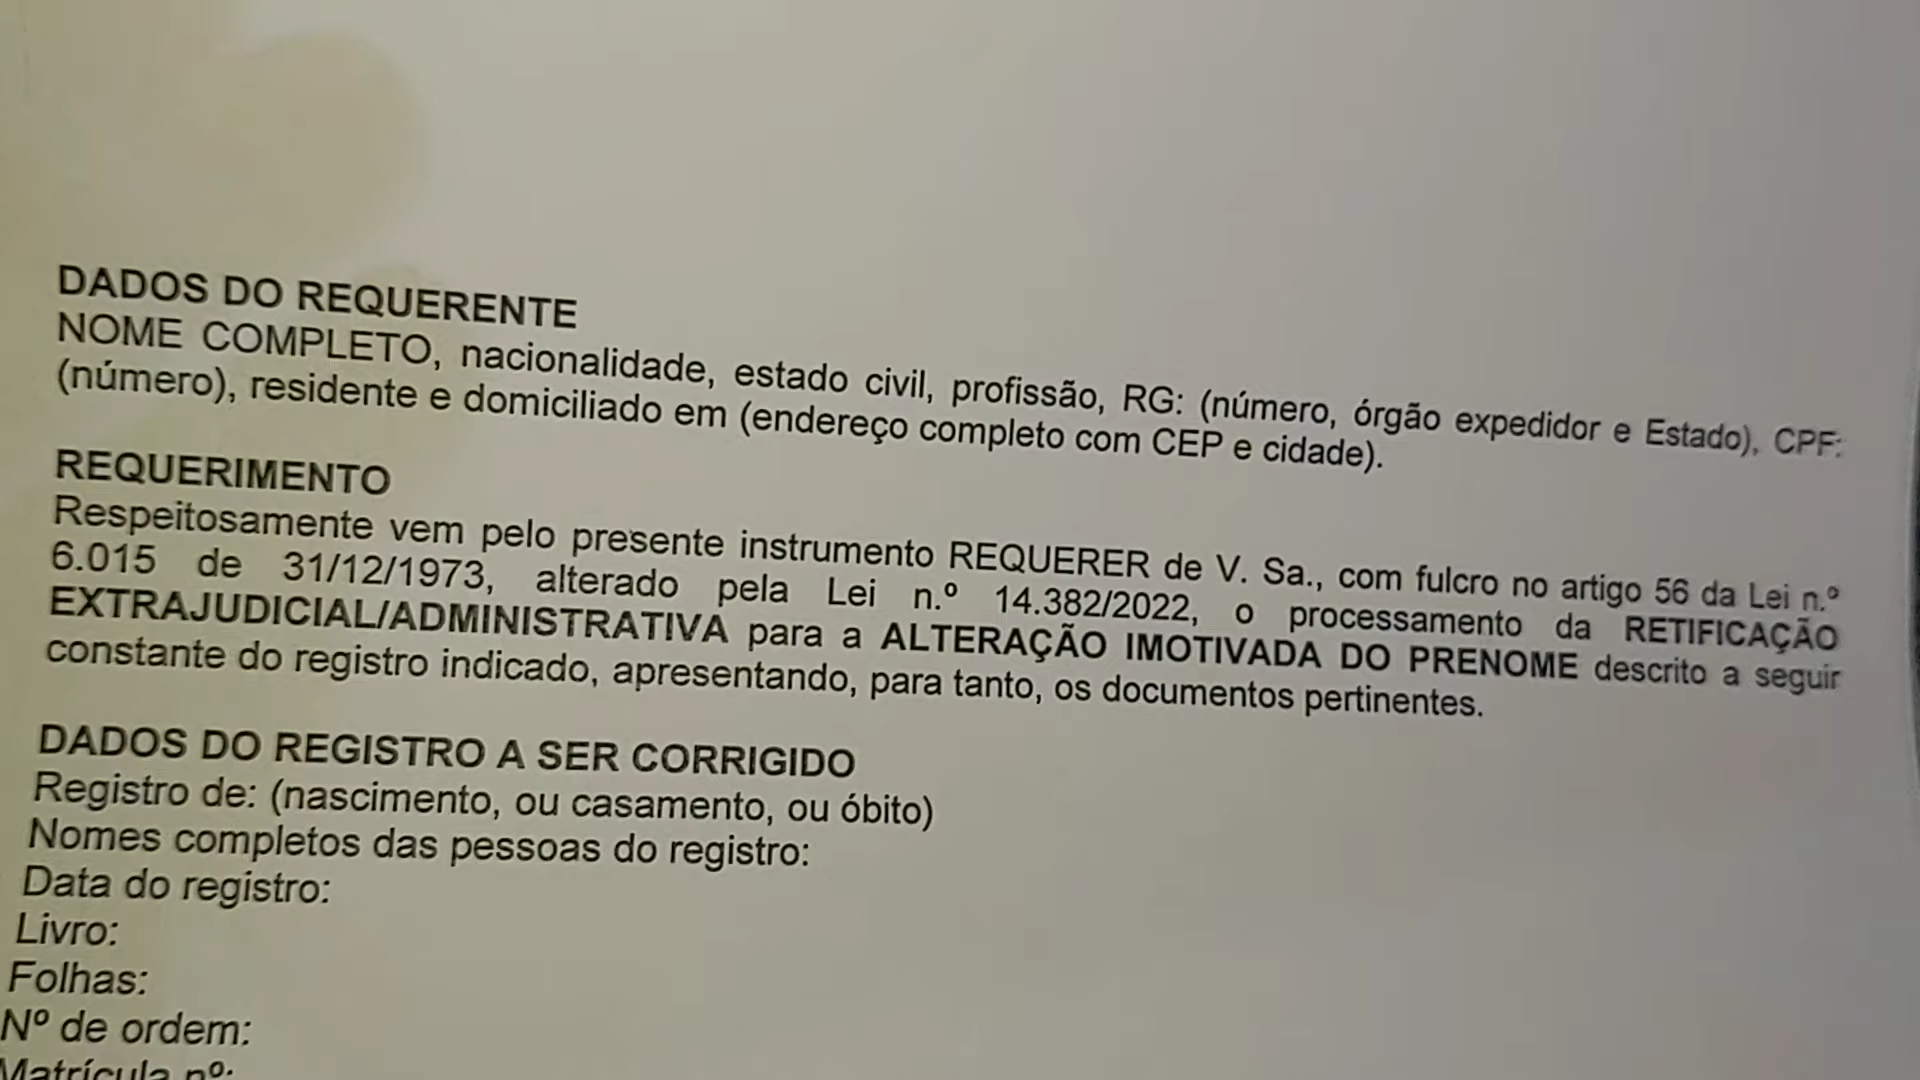 DADOS DO REQUERENTE
NOME COMPLETO, nacionalidade, estado civil, profissão, RG: (número, órgão expedidor e Estado), CPF:
(número), residente e domiciliado em (endereço completo com CEP e cidade).
REQUERIMENTO
Respeitosamente vem pelo presente instrumento REQUERER de V. Sa., com fulcro no artigo 56 da Lei n.º
6.015 de 31/12/1973, alterado pela Lei n.º 14.382/2022, o processamento da RETIFICAÇÃO
EXTRAJUDICIAL/ADMINISTRATIVA para a ALTERAÇÃO IMOTIVADA DO PRENOME descrito a seguir
constante do registro indicado, apresentando, para tanto, os documentos pertinentes.
DADOS DO REGISTRO A SER CORRIGIDO
Registro de: (nascimento, ou casamento, ou óbito)
Nomes completos das pessoas do registro:
Data do registro:
Livro:
Folhas:
Nº de ordem:
Matrícula nº: